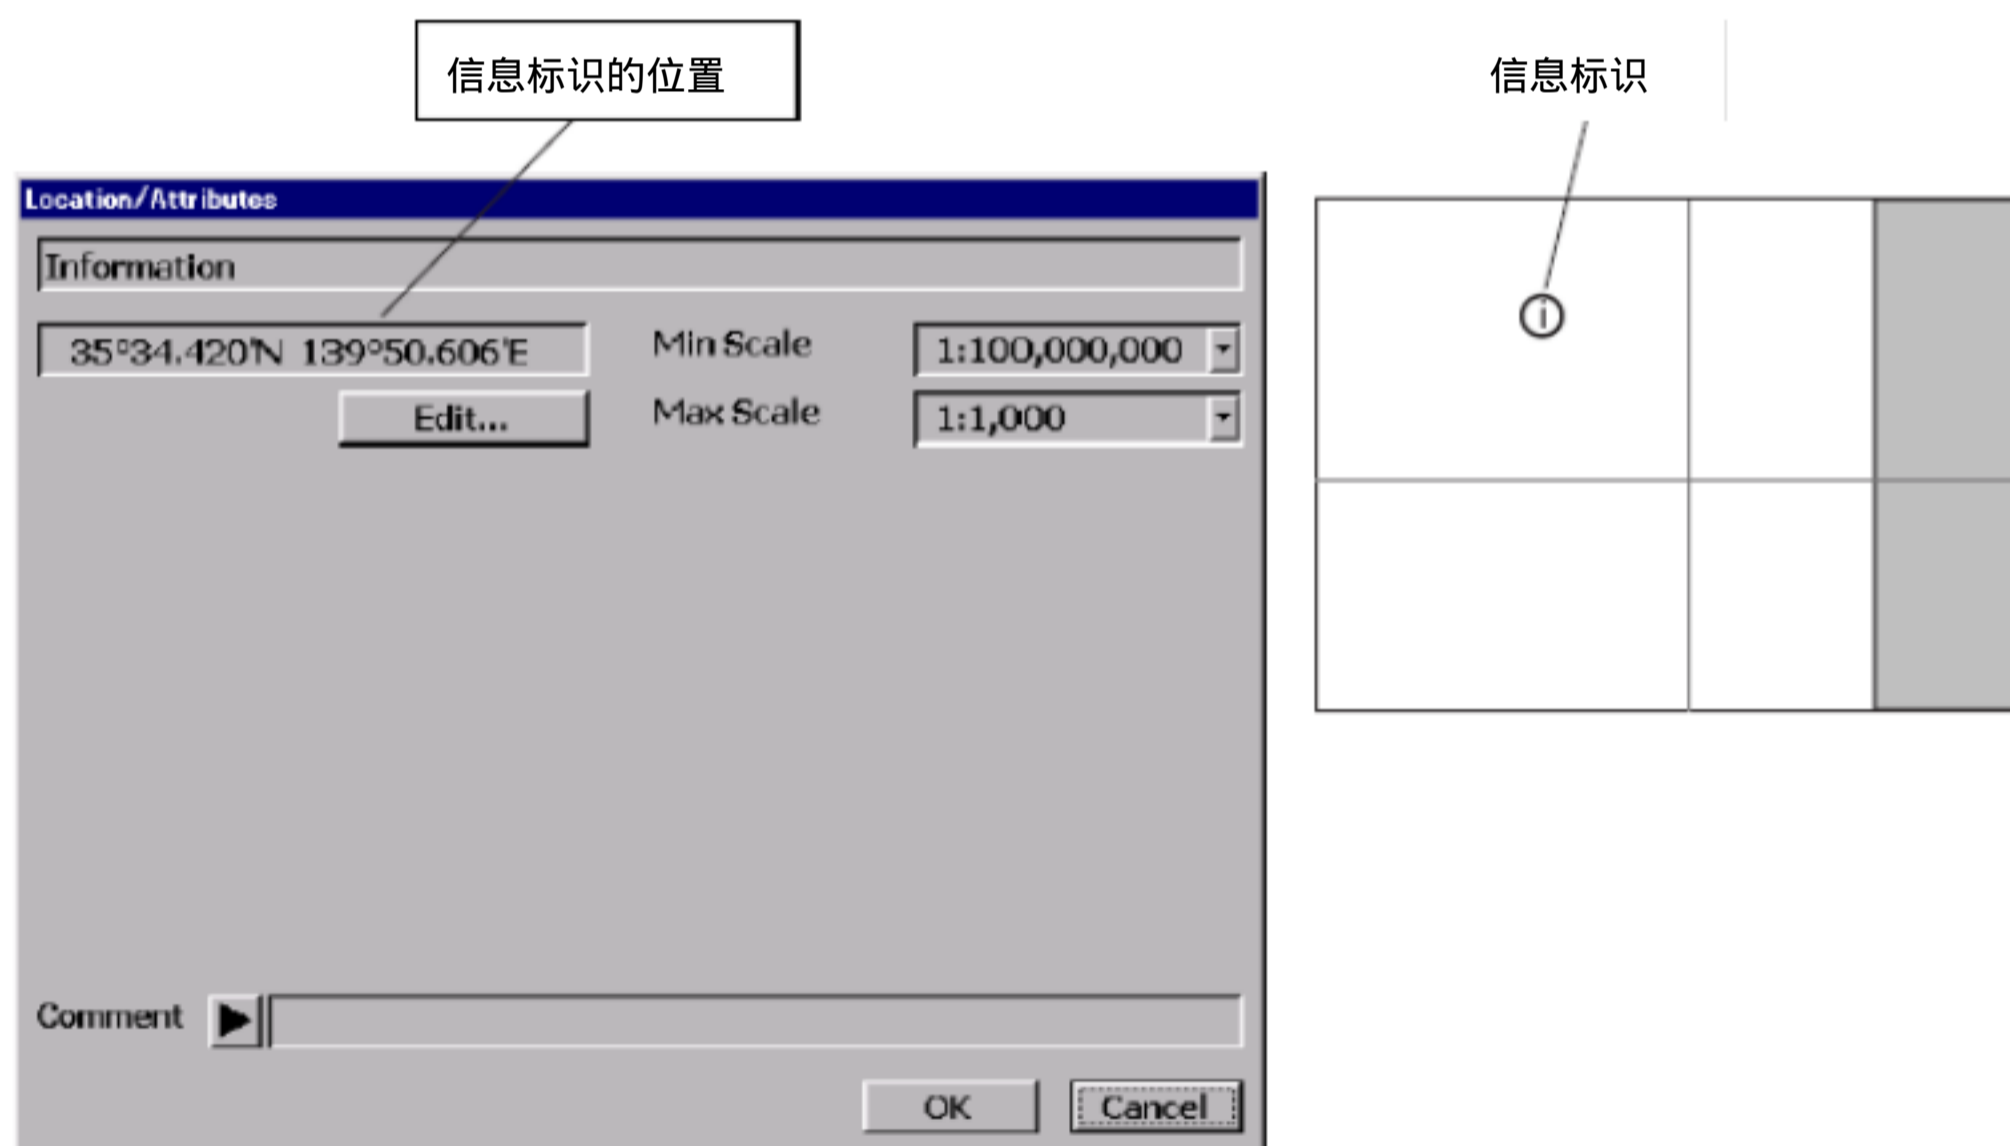 信息标识的位置
信息标识
Location/Attributes
Information
35°34.420'N 139°50.606'E
Min Scale
1:100,000,000
Edit...
Max Scale
1:1,000
i
Comment
OK
Cancel